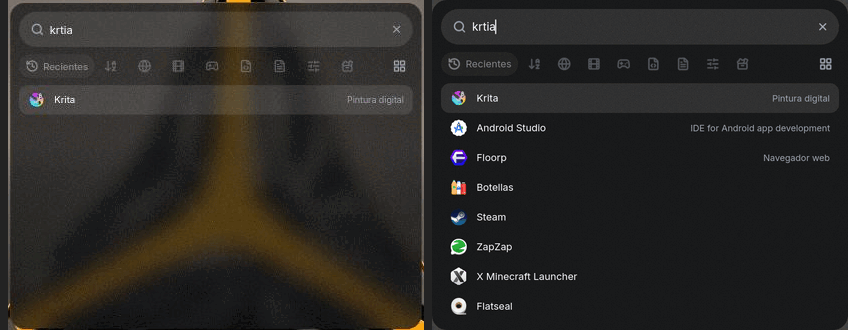 krtia
Recientes
Krita Pintura digital
krtia
Recientes
Krita Pintura digital
Android Studio IDE for Android app development
Floorp Navegador web
Botellas
Steam
ZapZap
X Minecraft Launcher
Flatseal